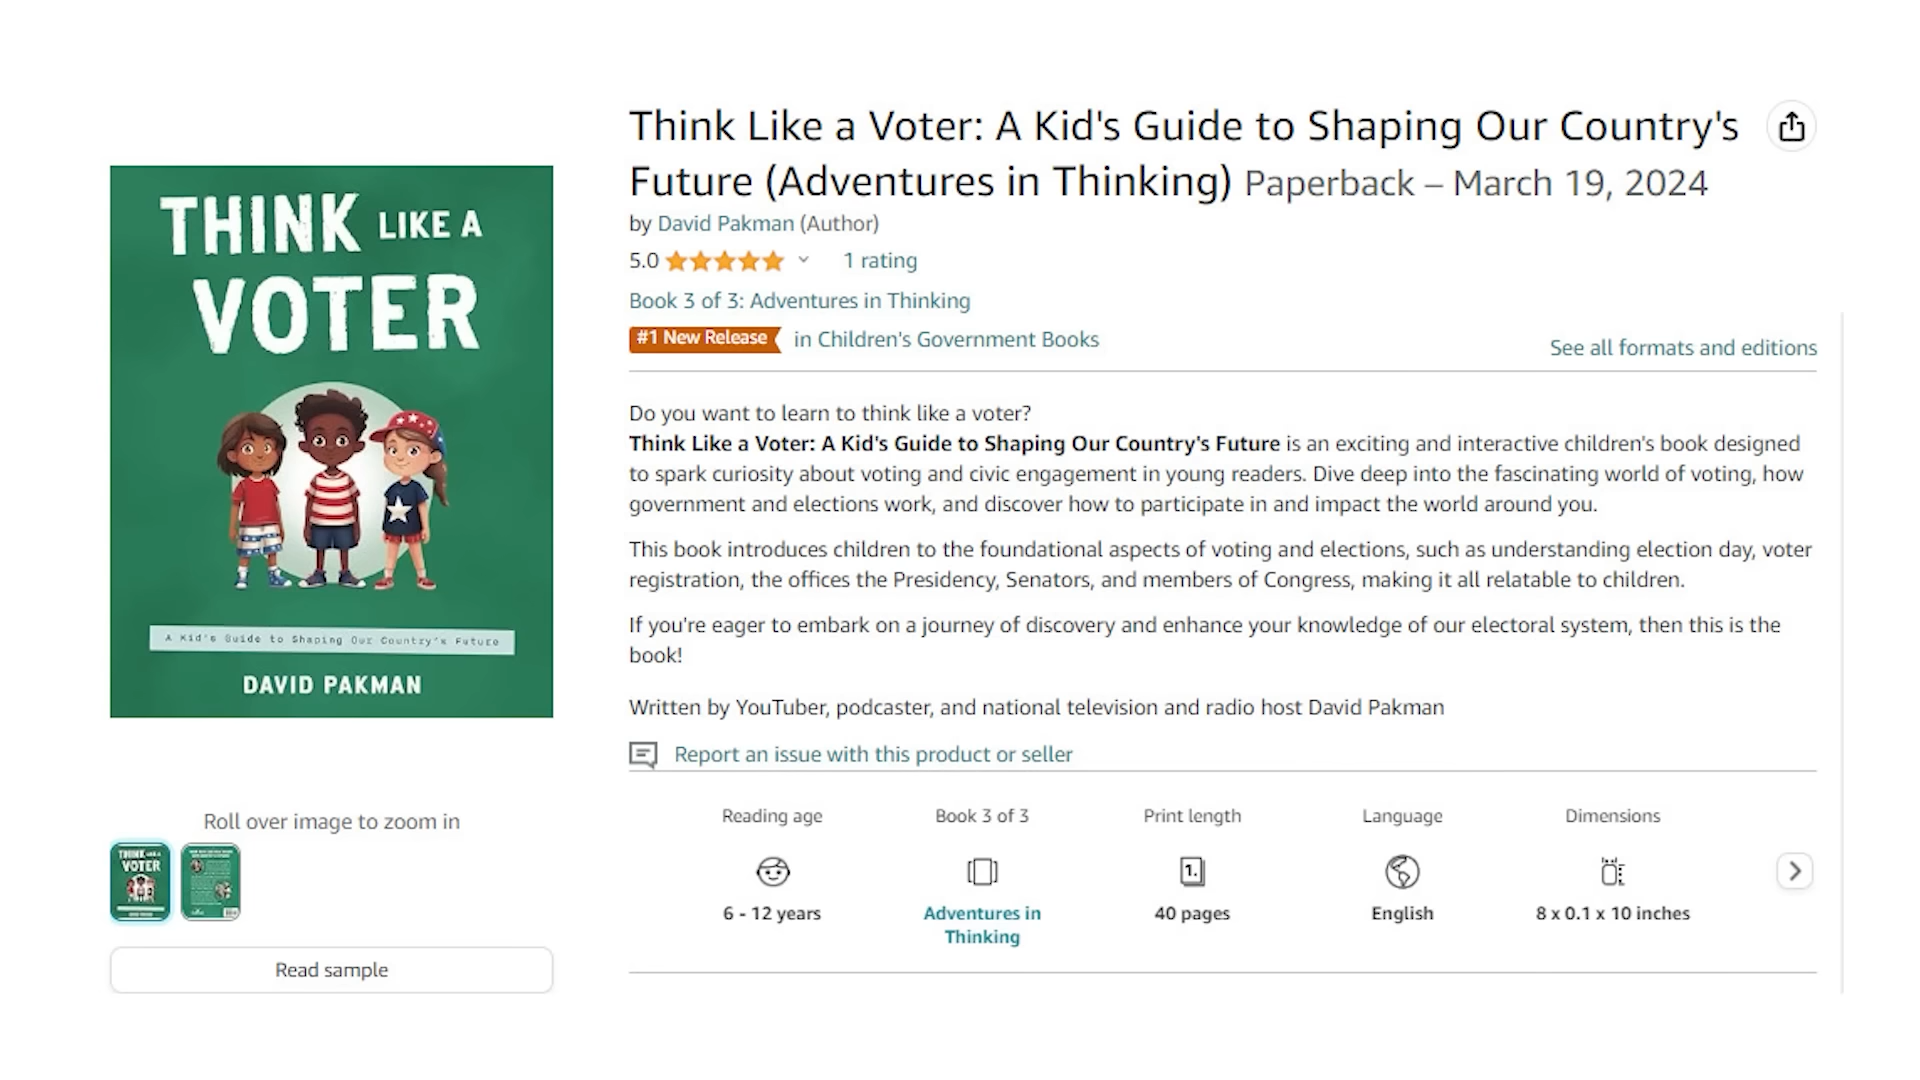 THINK LIKE A
VOTER
A Kid's Guide to Shaping Our Country's Future
DAVID PAKMAN
Roll over image to zoom in
THINK LIKE A
VOTER
Read sample
Think Like a Voter: A Kid's Guide to Shaping Our Country's
Future (Adventures in Thinking) Paperback – March 19, 2024
by David Pakman (Author)
5.0 1 rating
Book 3 of 3: Adventures in Thinking
#1 New Release in Children's Government Books
See all formats and editions
Do you want to learn to think like a voter?
Think Like a Voter: A Kid's Guide to Shaping Our Country's Future is an exciting and interactive children's book designed
to spark curiosity about voting and civic engagement in young readers. Dive deep into the fascinating world of voting, how
government and elections work, and discover how to participate in and impact the world around you.
This book introduces children to the foundational aspects of voting and elections, such as understanding election day, voter
registration, the offices the Presidency, Senators, and members of Congress, making it all relatable to children.
If you're eager to embark on a journey of discovery and enhance your knowledge of our electoral system, then this is the
book!
Written by YouTuber, podcaster, and national television and radio host David Pakman
Report an issue with this product or seller
Reading age Book 3 of 3 Print length Language Dimensions
1.
6 - 12 years Adventures in 40 pages English 8 x 0.1 x 10 inches
Thinking